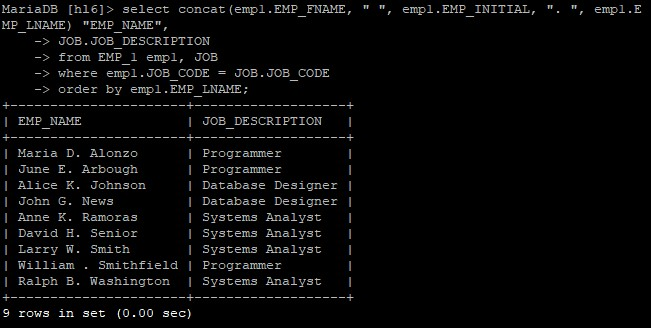 MariaDB [hl6]> select concat(empl.EMP_FNAME, " ", empl.EMP_INITIAL, ". ", empl.E
MP_LNAME) "EMP_NAME",
    -> JOB.JOB_DESCRIPTION
    -> from EMP_1 empl, JOB
    -> where empl.JOB_CODE = JOB.JOB_CODE
    -> order by empl.EMP_LNAME;
+-----------------------+-------------------+
| EMP_NAME              | JOB_DESCRIPTION   |
+-----------------------+-------------------+
| Maria D. Alonzo       | Programmer        |
| June E. Arbough       | Programmer        |
| Alice K. Johnson      | Database Designer |
| John G. News          | Database Designer |
| Anne K. Ramoras       | Systems Analyst   |
| David H. Senior       | Systems Analyst   |
| Larry W. Smith        | Systems Analyst   |
| William . Smithfield  | Programmer        |
| Ralph B. Washington   | Systems Analyst   |
+-----------------------+-------------------+
9 rows in set (0.00 sec)